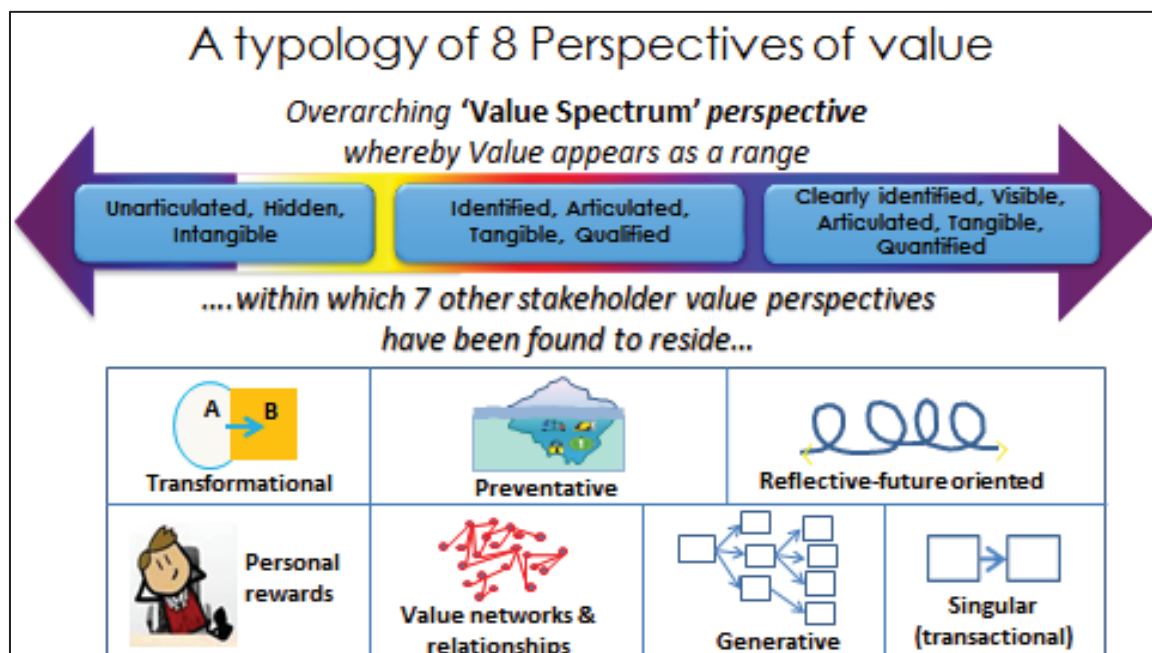 A typology of 8 Perspectives of value
Overarching ‘Value Spectrum’ perspective
whereby Value appears as a range
Unarticulated, Hidden,
Intangible
Identified, Articulated,
Tangible, Qualified
Clearly identified, Visible,
Articulated, Tangible,
Quantified
....within which 7 other stakeholder value perspectives
have been found to reside...
A
B
Transformational
Preventative
Reflective-future oriented
Personal
rewards
Value networks &
relationships
Generative
Singular
(transactional)